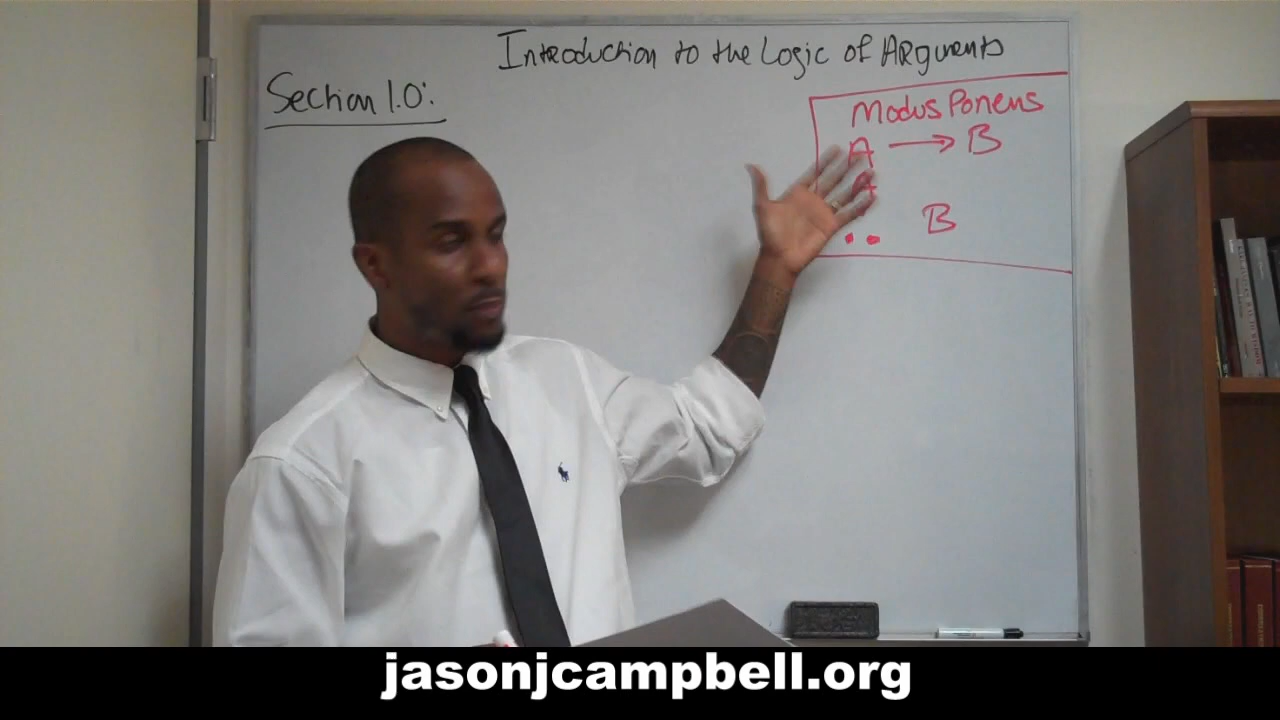 Introduction to the Logic of Arguments
Section 1.0:
Modus Ponens
A → B
A
∴ B
jasonjcampbell.org